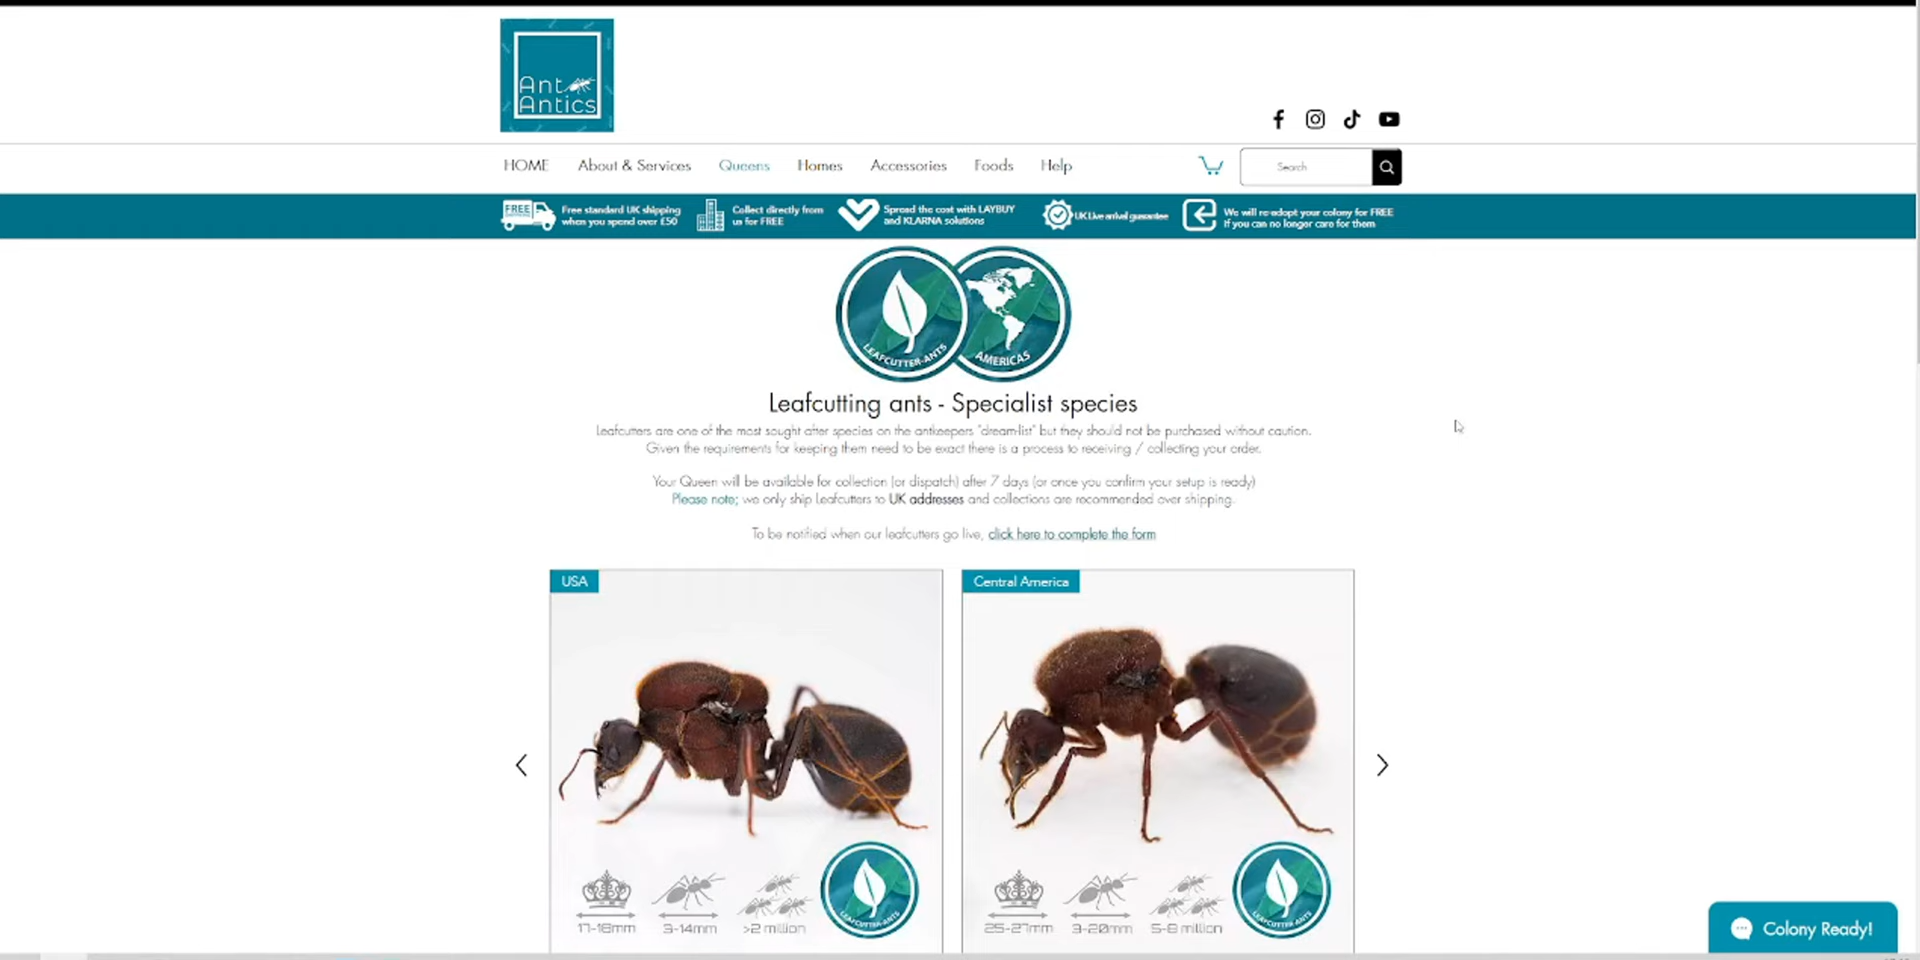 Ant
Antics
HOME
About & Services
Queens
Homes
Accessories
Foods
Help
Search
FREE
Free standard UK shipping
when you spend over £50
Collect directly from
us for FREE
Spread the cost with LAYBUY
and KLARNA solutions
UK Live arrival guarantee
We will re-adopt your colony for FREE
If you can no longer care for them
LEAFCUTTER-ANTS
AMERICAS
Leafcutting ants - Specialist species
Leafcutters are one of the most sought after species on the antkeepers "dream-list" but they should not be purchased without caution.
Given the requirements for keeping them need to be exact there is a process to receiving / collecting your order.
Your Queen will be available for collection (or dispatch) after 7 days (or once you confirm your setup is ready)
Please note; we only ship Leafcutters to UK addresses and collections are recommended over shipping.
To be notified when our leafcutters go live, click here to complete the form
USA
Central America
17-18mm
3-14mm
>2 million
LEAFCUTTER-ANTS
25-27mm
3-20mm
5-8 million
LEAFCUTTER-ANTS
Colony Ready!